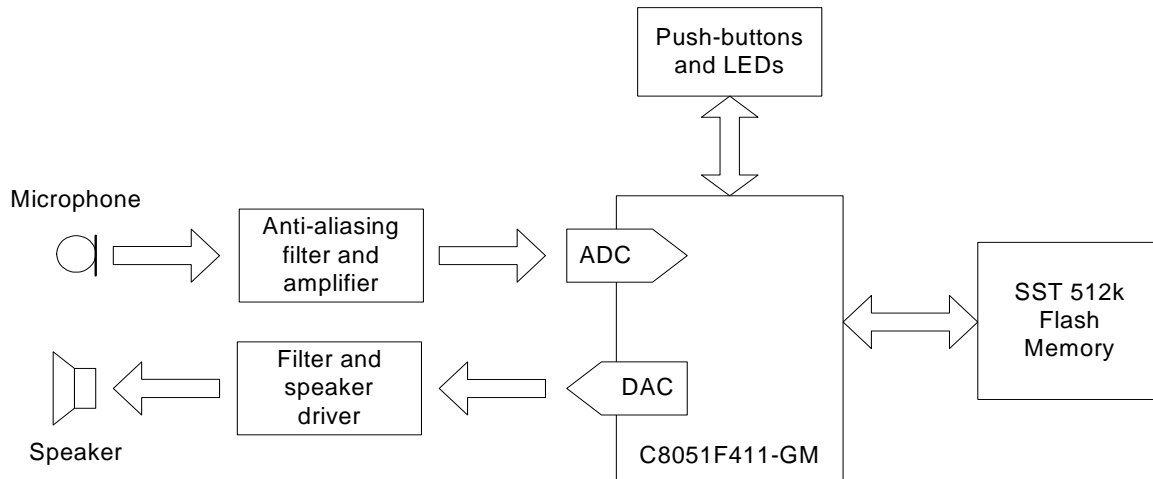 Push-buttons
and LEDs
Microphone
Anti-aliasing
filter and
amplifier
ADC
SST 512k
Flash
Memory
Filter and
speaker
driver
DAC
Speaker
C8051F411-GM